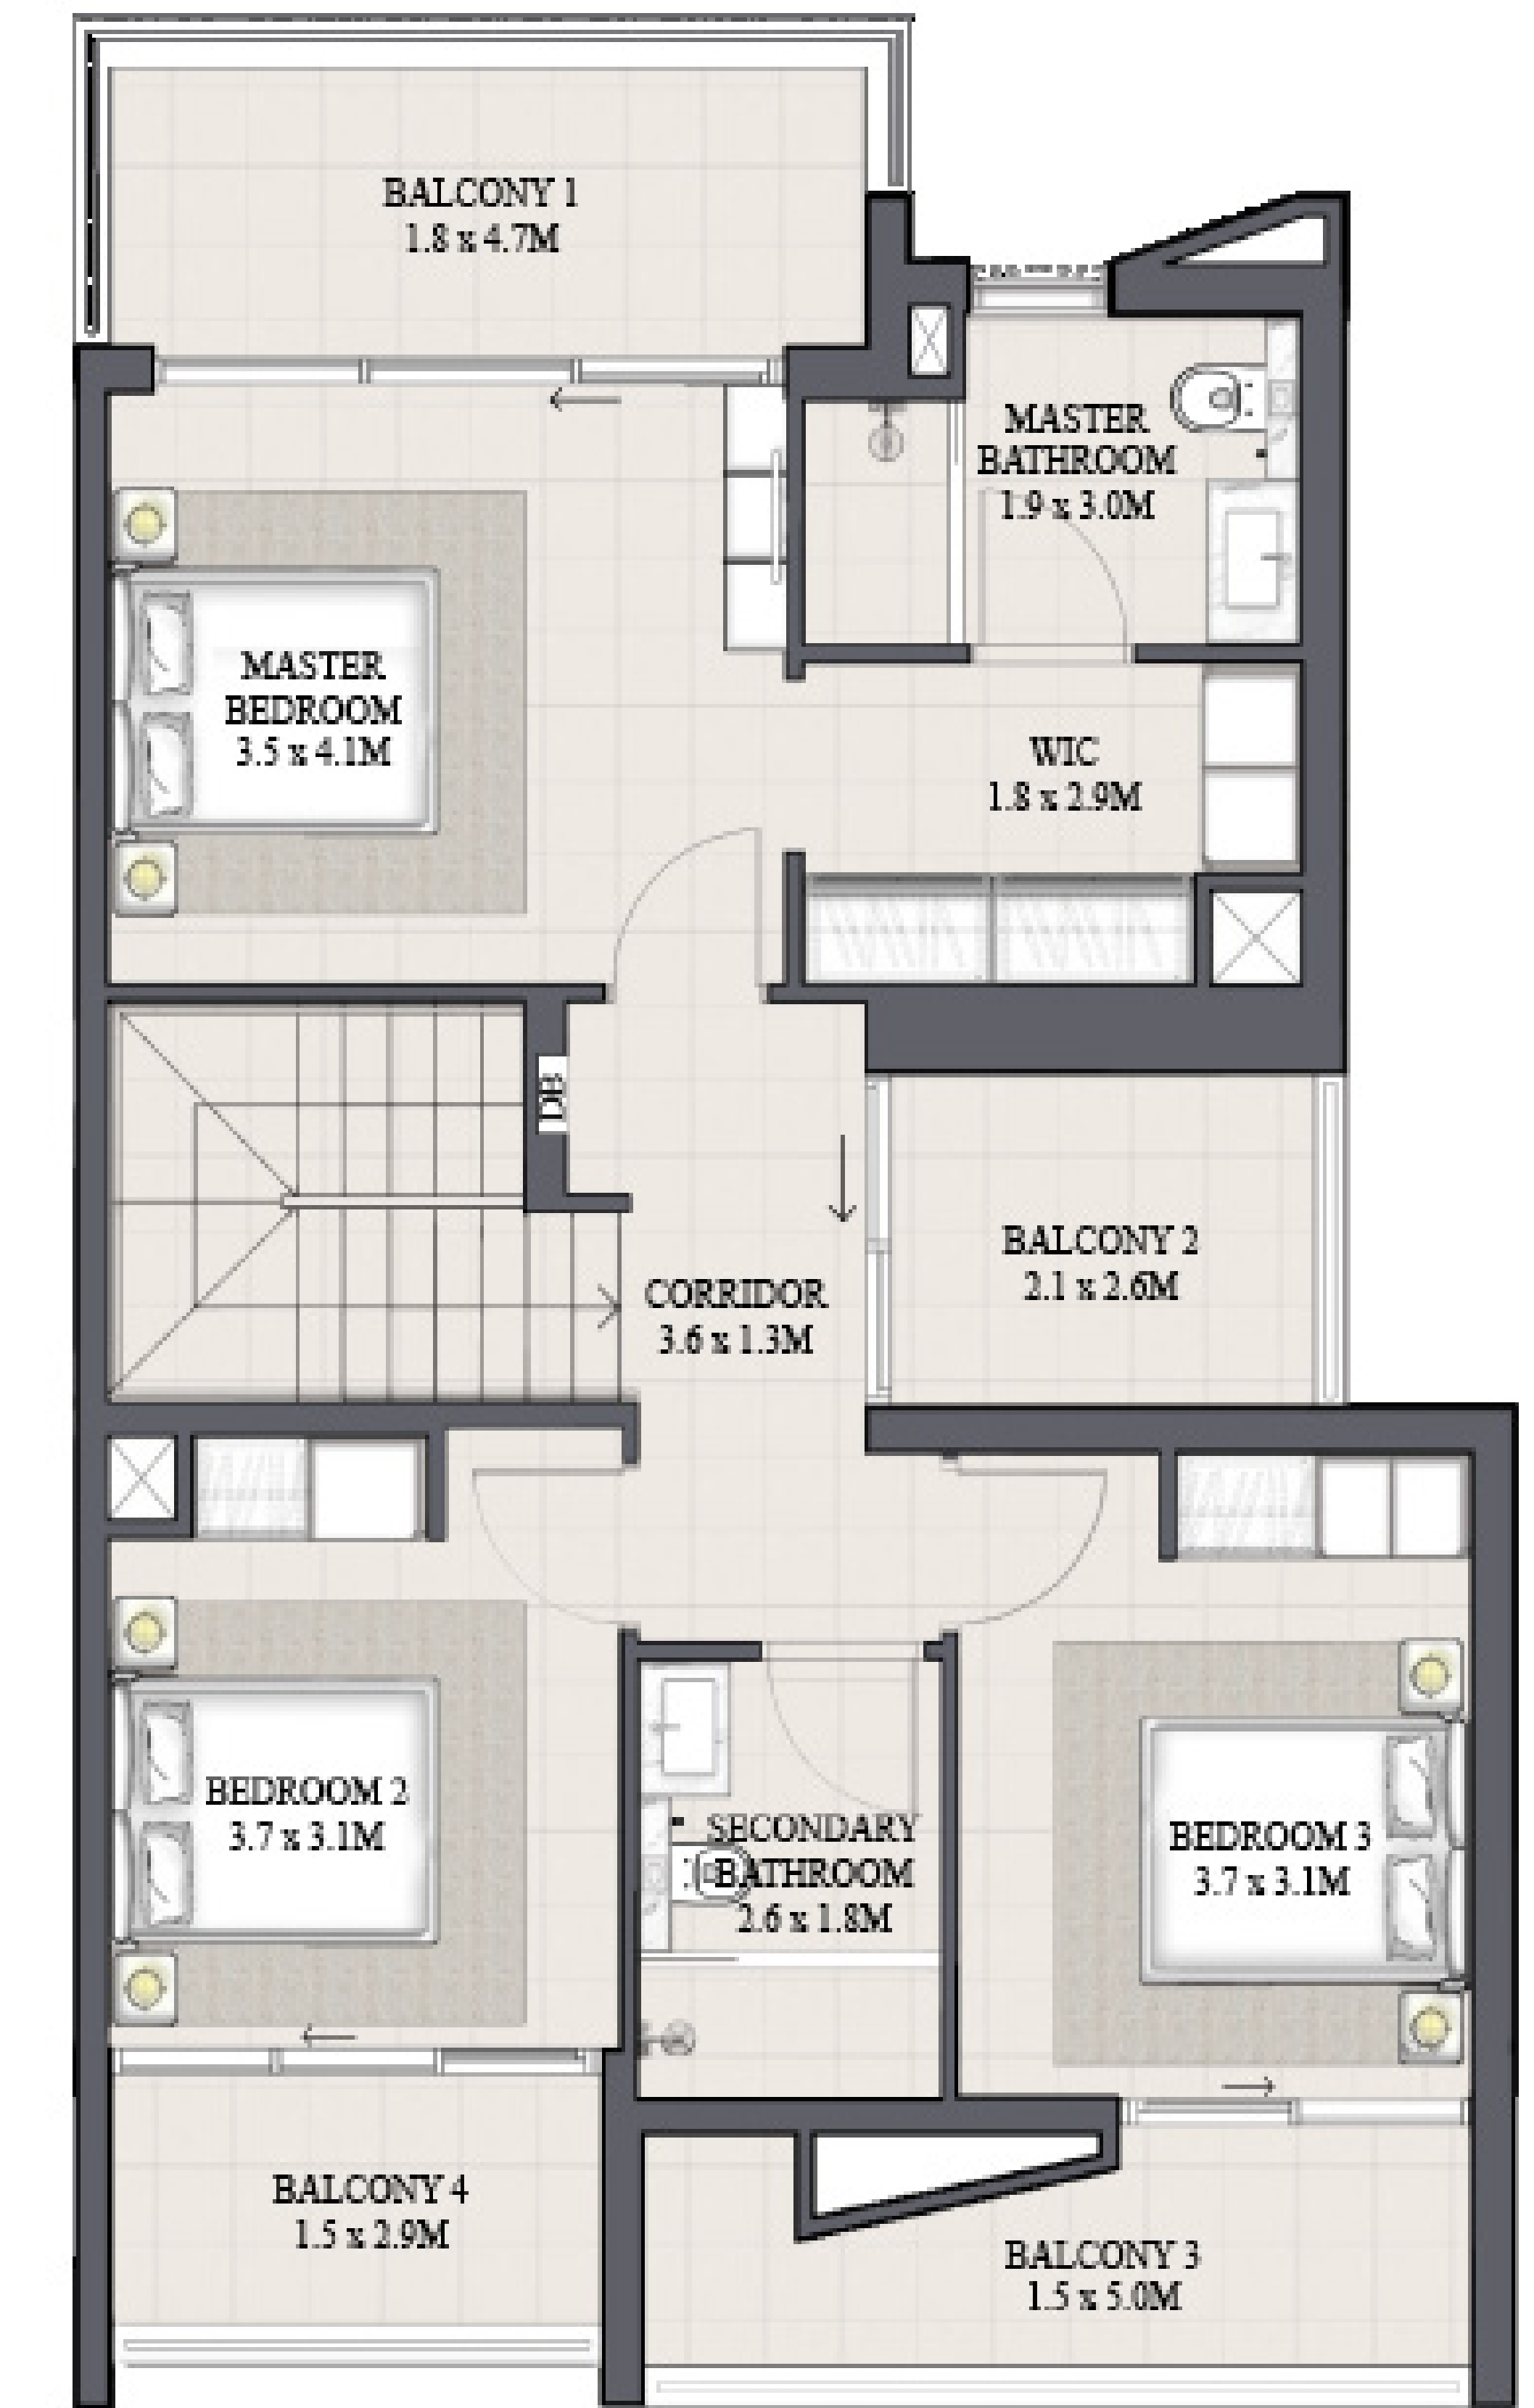 BALCONY 1
1.8 x 4.7M
MASTER
BATHROOM
1.9 x 3.0M
MASTER
BEDROOM
3.5 x 4.1M
WIC
1.8 x 2.9M
DB
BALCONY 2
2.1 x 2.6M
CORRIDOR
3.6 x 1.3M
BEDROOM 2
3.7 x 3.1M
SECONDARY
BATHROOM
2.6 x 1.8M
BEDROOM 3
3.7 x 3.1M
BALCONY 4
1.5 x 2.9M
BALCONY 3
1.5 x 5.0M